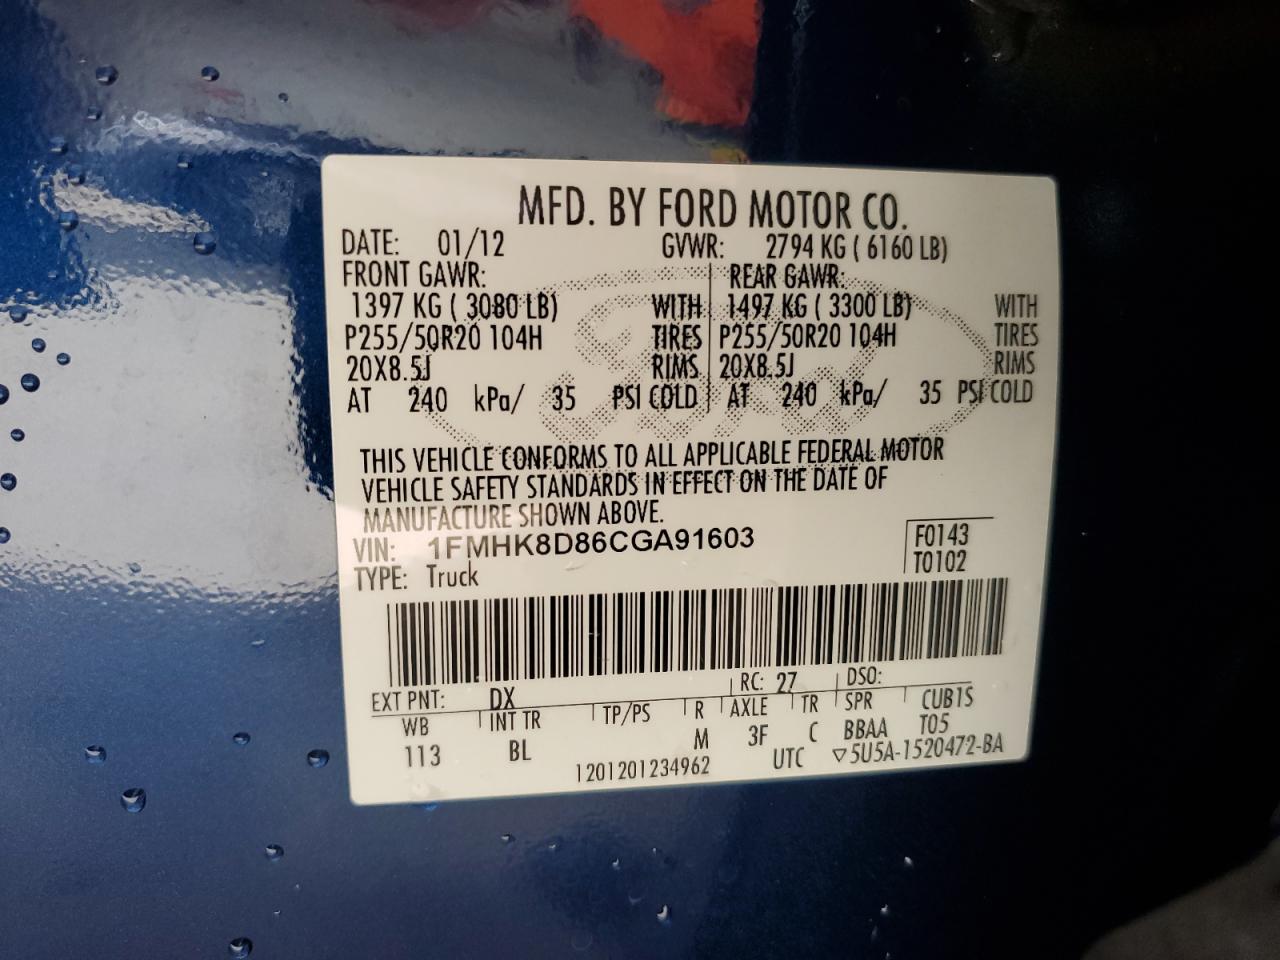 MFD. BY FORD MOTOR CO.
DATE: 01/12 GVWR: 2794 KG ( 6160 LB)
FRONT GAWR: REAR GAWR:
1397 KG ( 3080 LB) WITH 1497 KG ( 3300 LB) WITH
P255/50R20 104H TIRES P255/50R20 104H TIRES
20X8.5J RIMS 20X8.5J RIMS
AT 240 kPa/ 35 PSI COLD AT 240 kPa/ 35 PSI COLD
Ford
THIS VEHICLE CONFORMS TO ALL APPLICABLE FEDERAL MOTOR
VEHICLE SAFETY STANDARDS IN EFFECT ON THE DATE OF
MANUFACTURE SHOWN ABOVE.
VIN: 1FMHK8D86CGA91603 F0143
TYPE: Truck T0102
EXT PNT: DX RC: 27 DSO:
WB INT TR TP/PS R AXLE TR SPR CUB1S
113 BL M 3F C BBAA T05
1201201234962 UTC ▽5U5A-1520472-BA